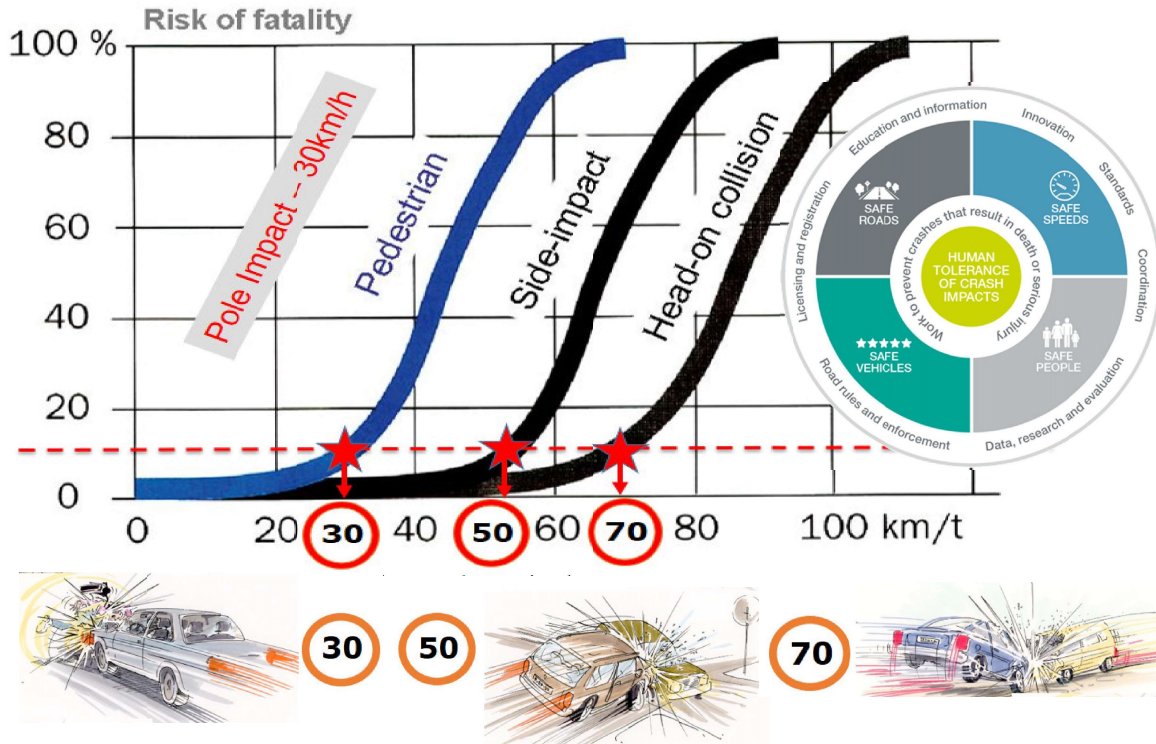 Risk of fatality
100 %
80
60
40
20
0
Pole Impact -- 30km/h
Pedestrian
Side-impact
Head-on collision
0
20
30
40
50
60
70
80
100 km/t
Education and information
Innovation
Standards
Coordination
Data, research and evaluation
Road rules and enforcement
Licensing and registration
SAFE
ROADS
SAFE
SPEEDS
SAFE
VEHICLES
SAFE
PEOPLE
Work to prevent crashes that result in death or serious injury
HUMAN
TOLERANCE
OF CRASH
IMPACTS
30
50
70